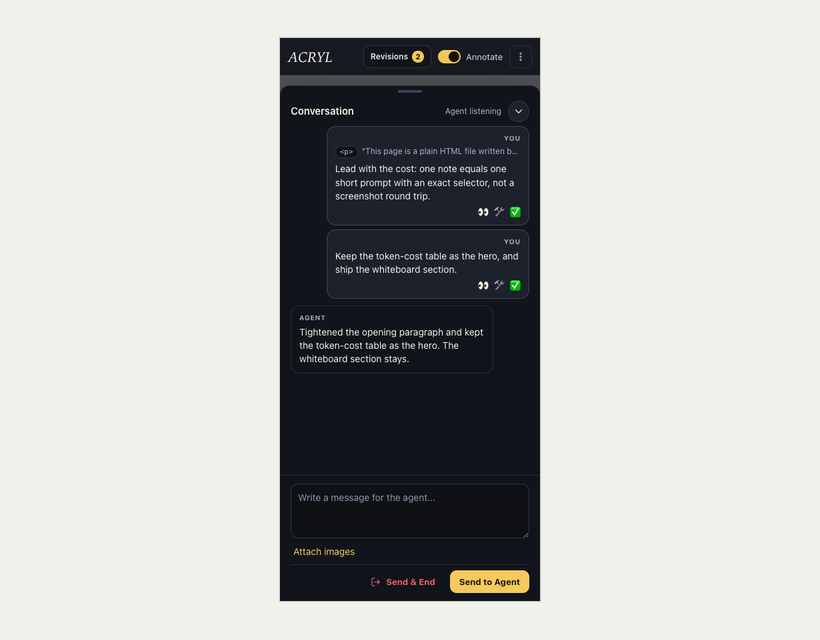 ACRYL
Revisions 2
Annotate
Conversation
Agent listening
YOU
<p> "This page is a plain HTML file written b...
Lead with the cost: one note equals one
short prompt with an exact selector, not a
screenshot round trip.
YOU
Keep the token-cost table as the hero, and
ship the whiteboard section.
AGENT
Tightened the opening paragraph and kept
the token-cost table as the hero. The
whiteboard section stays.
Write a message for the agent...
Attach images
Send & End
Send to Agent